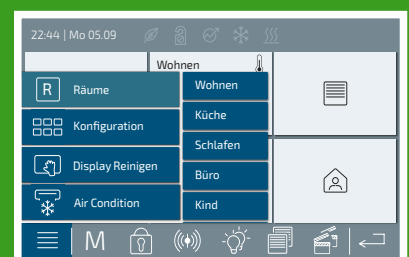 22:44 | Mo 05.09
Wohnen
R Räume
Wohnen
Küche
Konfiguration
Schlafen
Display Reinigen
Büro
Air Condition
Kind
M